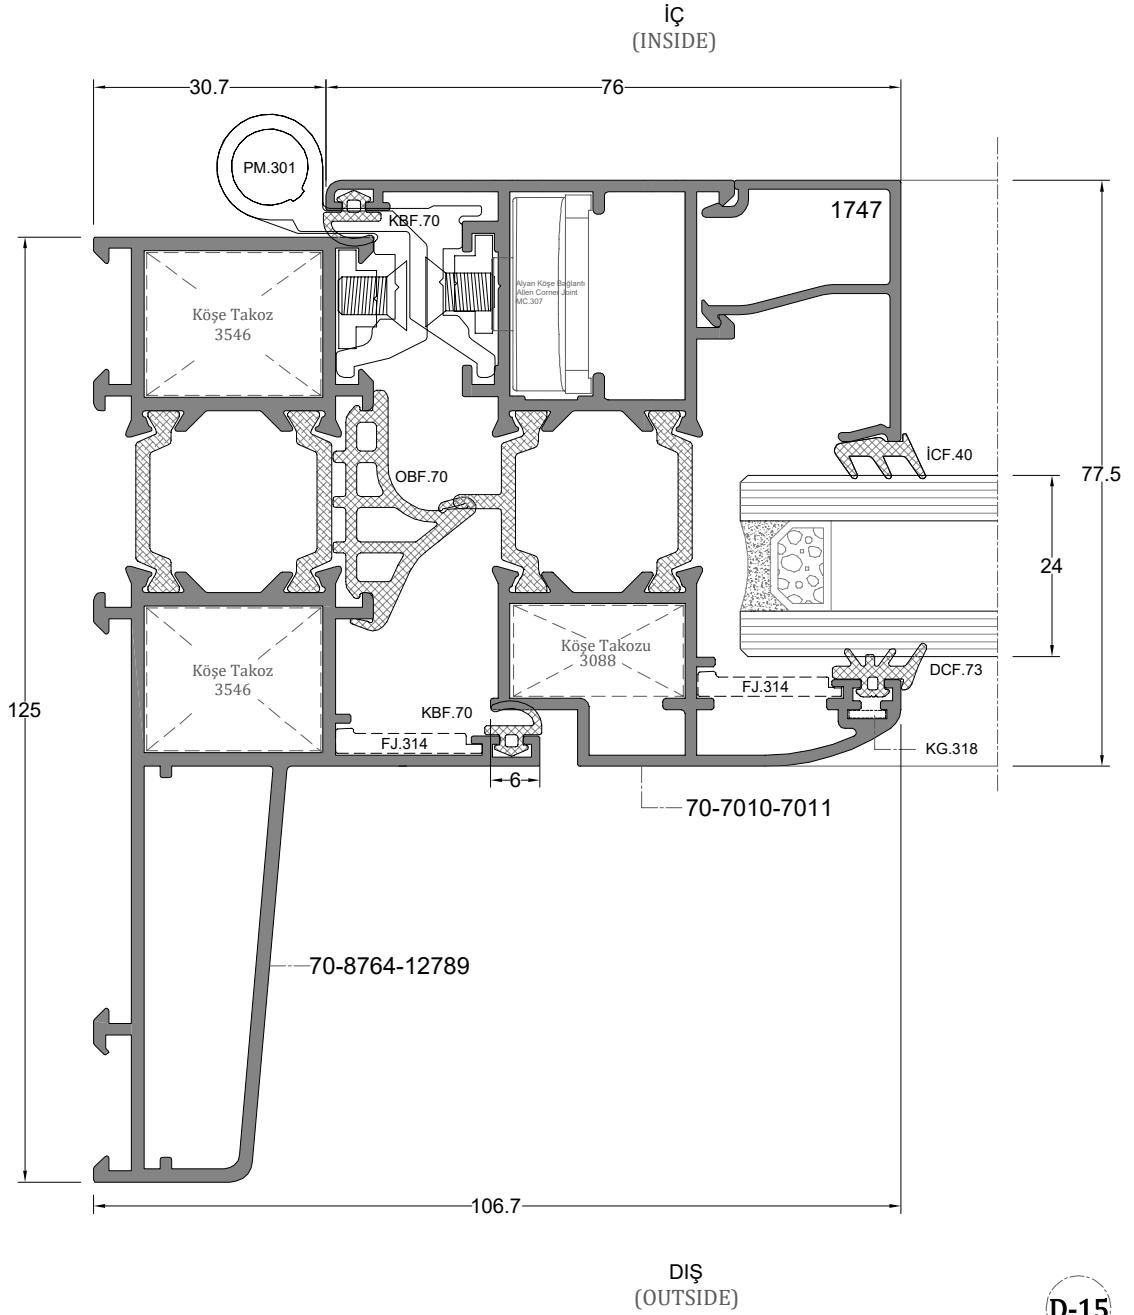 İÇ
(INSIDE)
30.7
76
PM.301
KBF.70
1747
Alyan Köşe Bağlantı
Allen Corner Joint
MC.307
Köşe Takoz
3546
İCF.40
77.5
OBF.70
24
Köşe Takozu
3088
Köşe Takoz
3546
DCF.73
FJ.314
125
KBF.70
FJ.314
KG.318
6
70-7010-7011
70-8764-12789
106.7
DIŞ
(OUTSIDE)
D-15